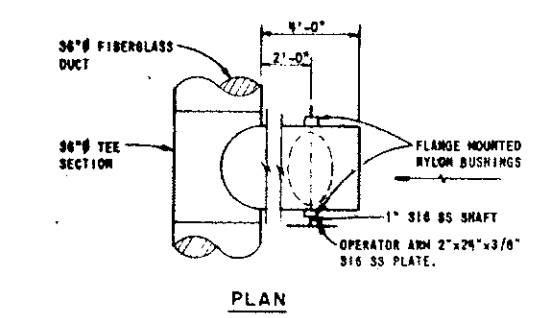 4'-0"
2'-0"
36"Ø FIBERGLASS
DUCT
36"Ø TEE
SECTION
FLANGE MOUNTED
NYLON BUSHINGS
1" 316 SS SHAFT
OPERATOR ARM 2"x24"x3/8"
316 SS PLATE.
PLAN